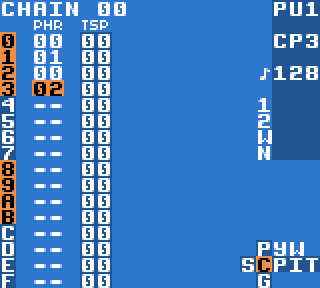 CHAIN 00 PU1
PHR TSP
0 00 00 CP3
1 01 00
2 00 00 ♪128
3 02 00
4 -- 00 1
5 -- 00 2
6 -- 00 W
7 -- 00 N
8 -- 00
9 -- 00
A -- 00
B -- 00
C -- 00
D -- 00 PYW
E -- 00 SCPIT
F -- 00 G